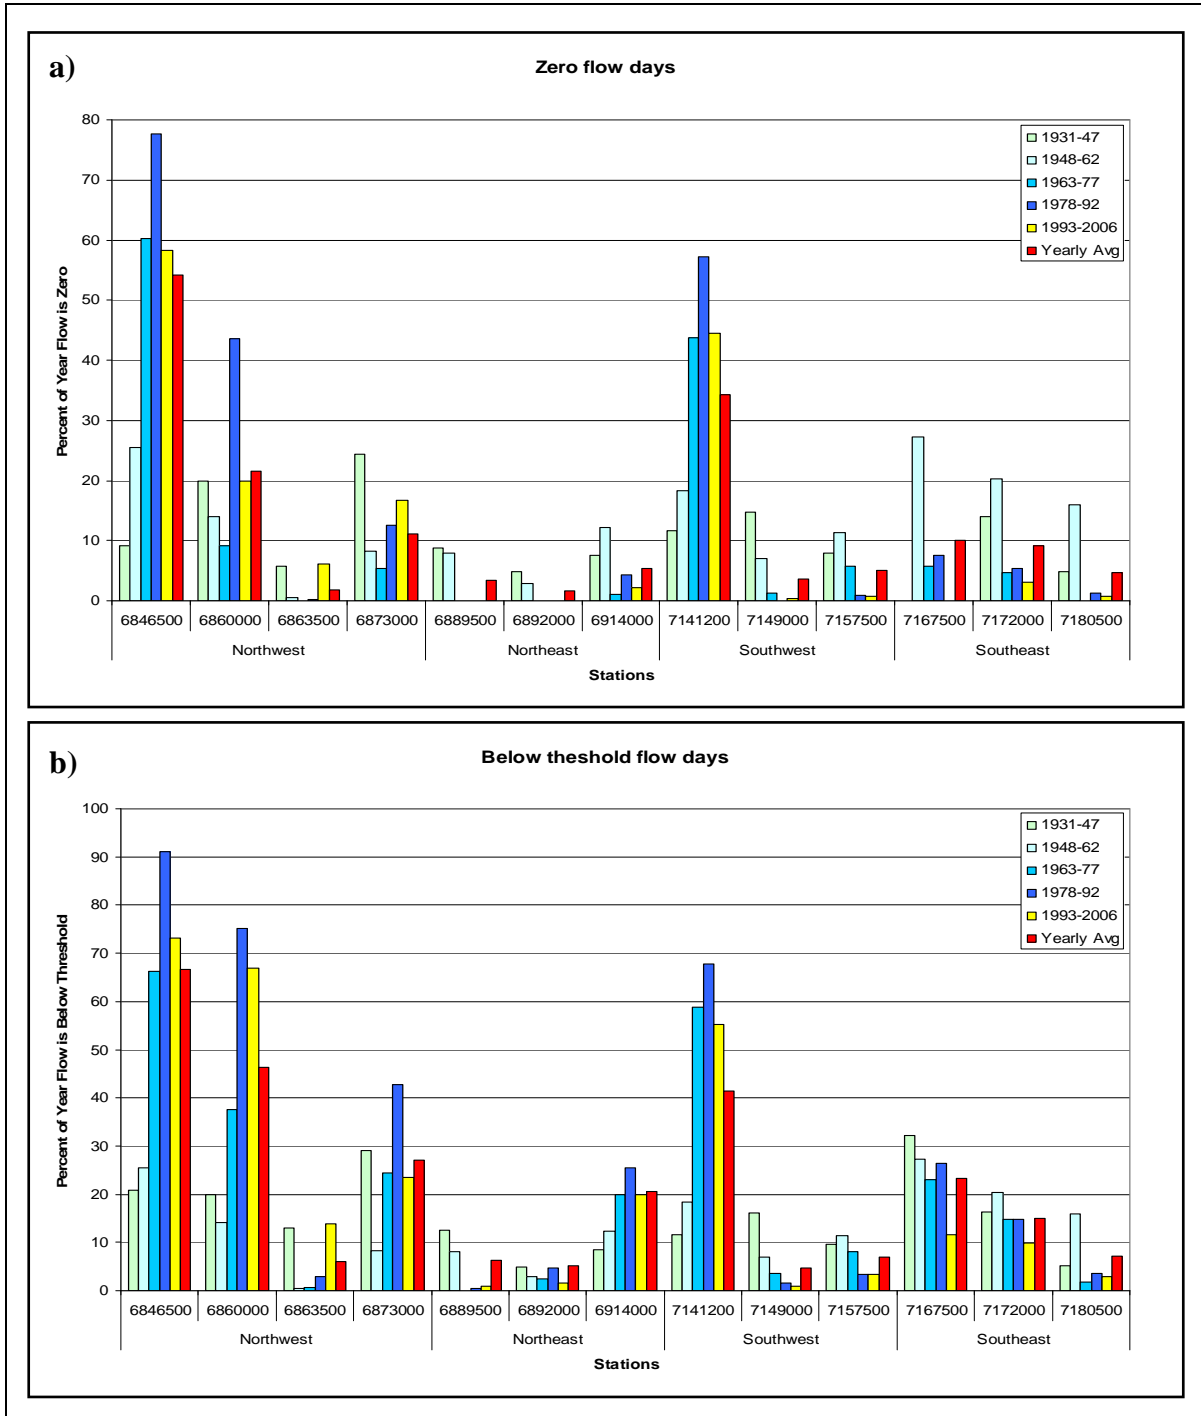 a)
Zero flow days
Percent of Year Flow is Zero
80
70
60
50
40
30
20
10
0
1931-47
1948-62
1963-77
1978-92
1993-2006
Yearly Avg
6846500 6860000 6863500 6873000 6889500 6892000 6914000 7141200 7149000 7157500 7167500 7172000 7180500
Northwest Northeast Southwest Southeast
Stations
b)
Below theshold flow days
Percent of Year Flow is Below Threshold
100
90
80
70
60
50
40
30
20
10
0
1931-47
1948-62
1963-77
1978-92
1993-2006
Yearly Avg
6846500 6860000 6863500 6873000 6889500 6892000 6914000 7141200 7149000 7157500 7167500 7172000 7180500
Northwest Northeast Southwest Southeast
Stations